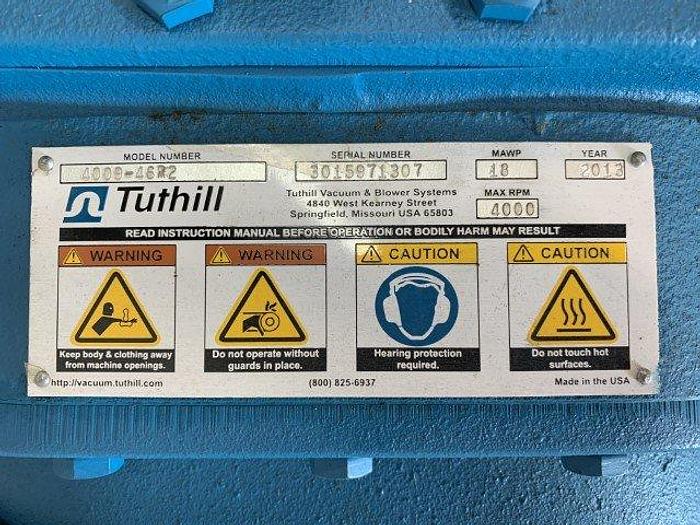 MODEL NUMBER SERIAL NUMBER MAWP YEAR
4009-46R2 3015971307 18 2013
Tuthill
Tuthill Vacuum & Blower Systems
4840 West Kearney Street
Springfield, Missouri USA 65803
MAX RPM
4000
READ INSTRUCTION MANUAL BEFORE OPERATION OR BODILY HARM MAY RESULT
WARNING
Keep body & clothing away
from machine openings.
WARNING
Do not operate without
guards in place.
CAUTION
Hearing protection
required.
CAUTION
Do not touch hot
surfaces.
http://vacuum.tuthill.com (800) 825-6937 Made in the USA